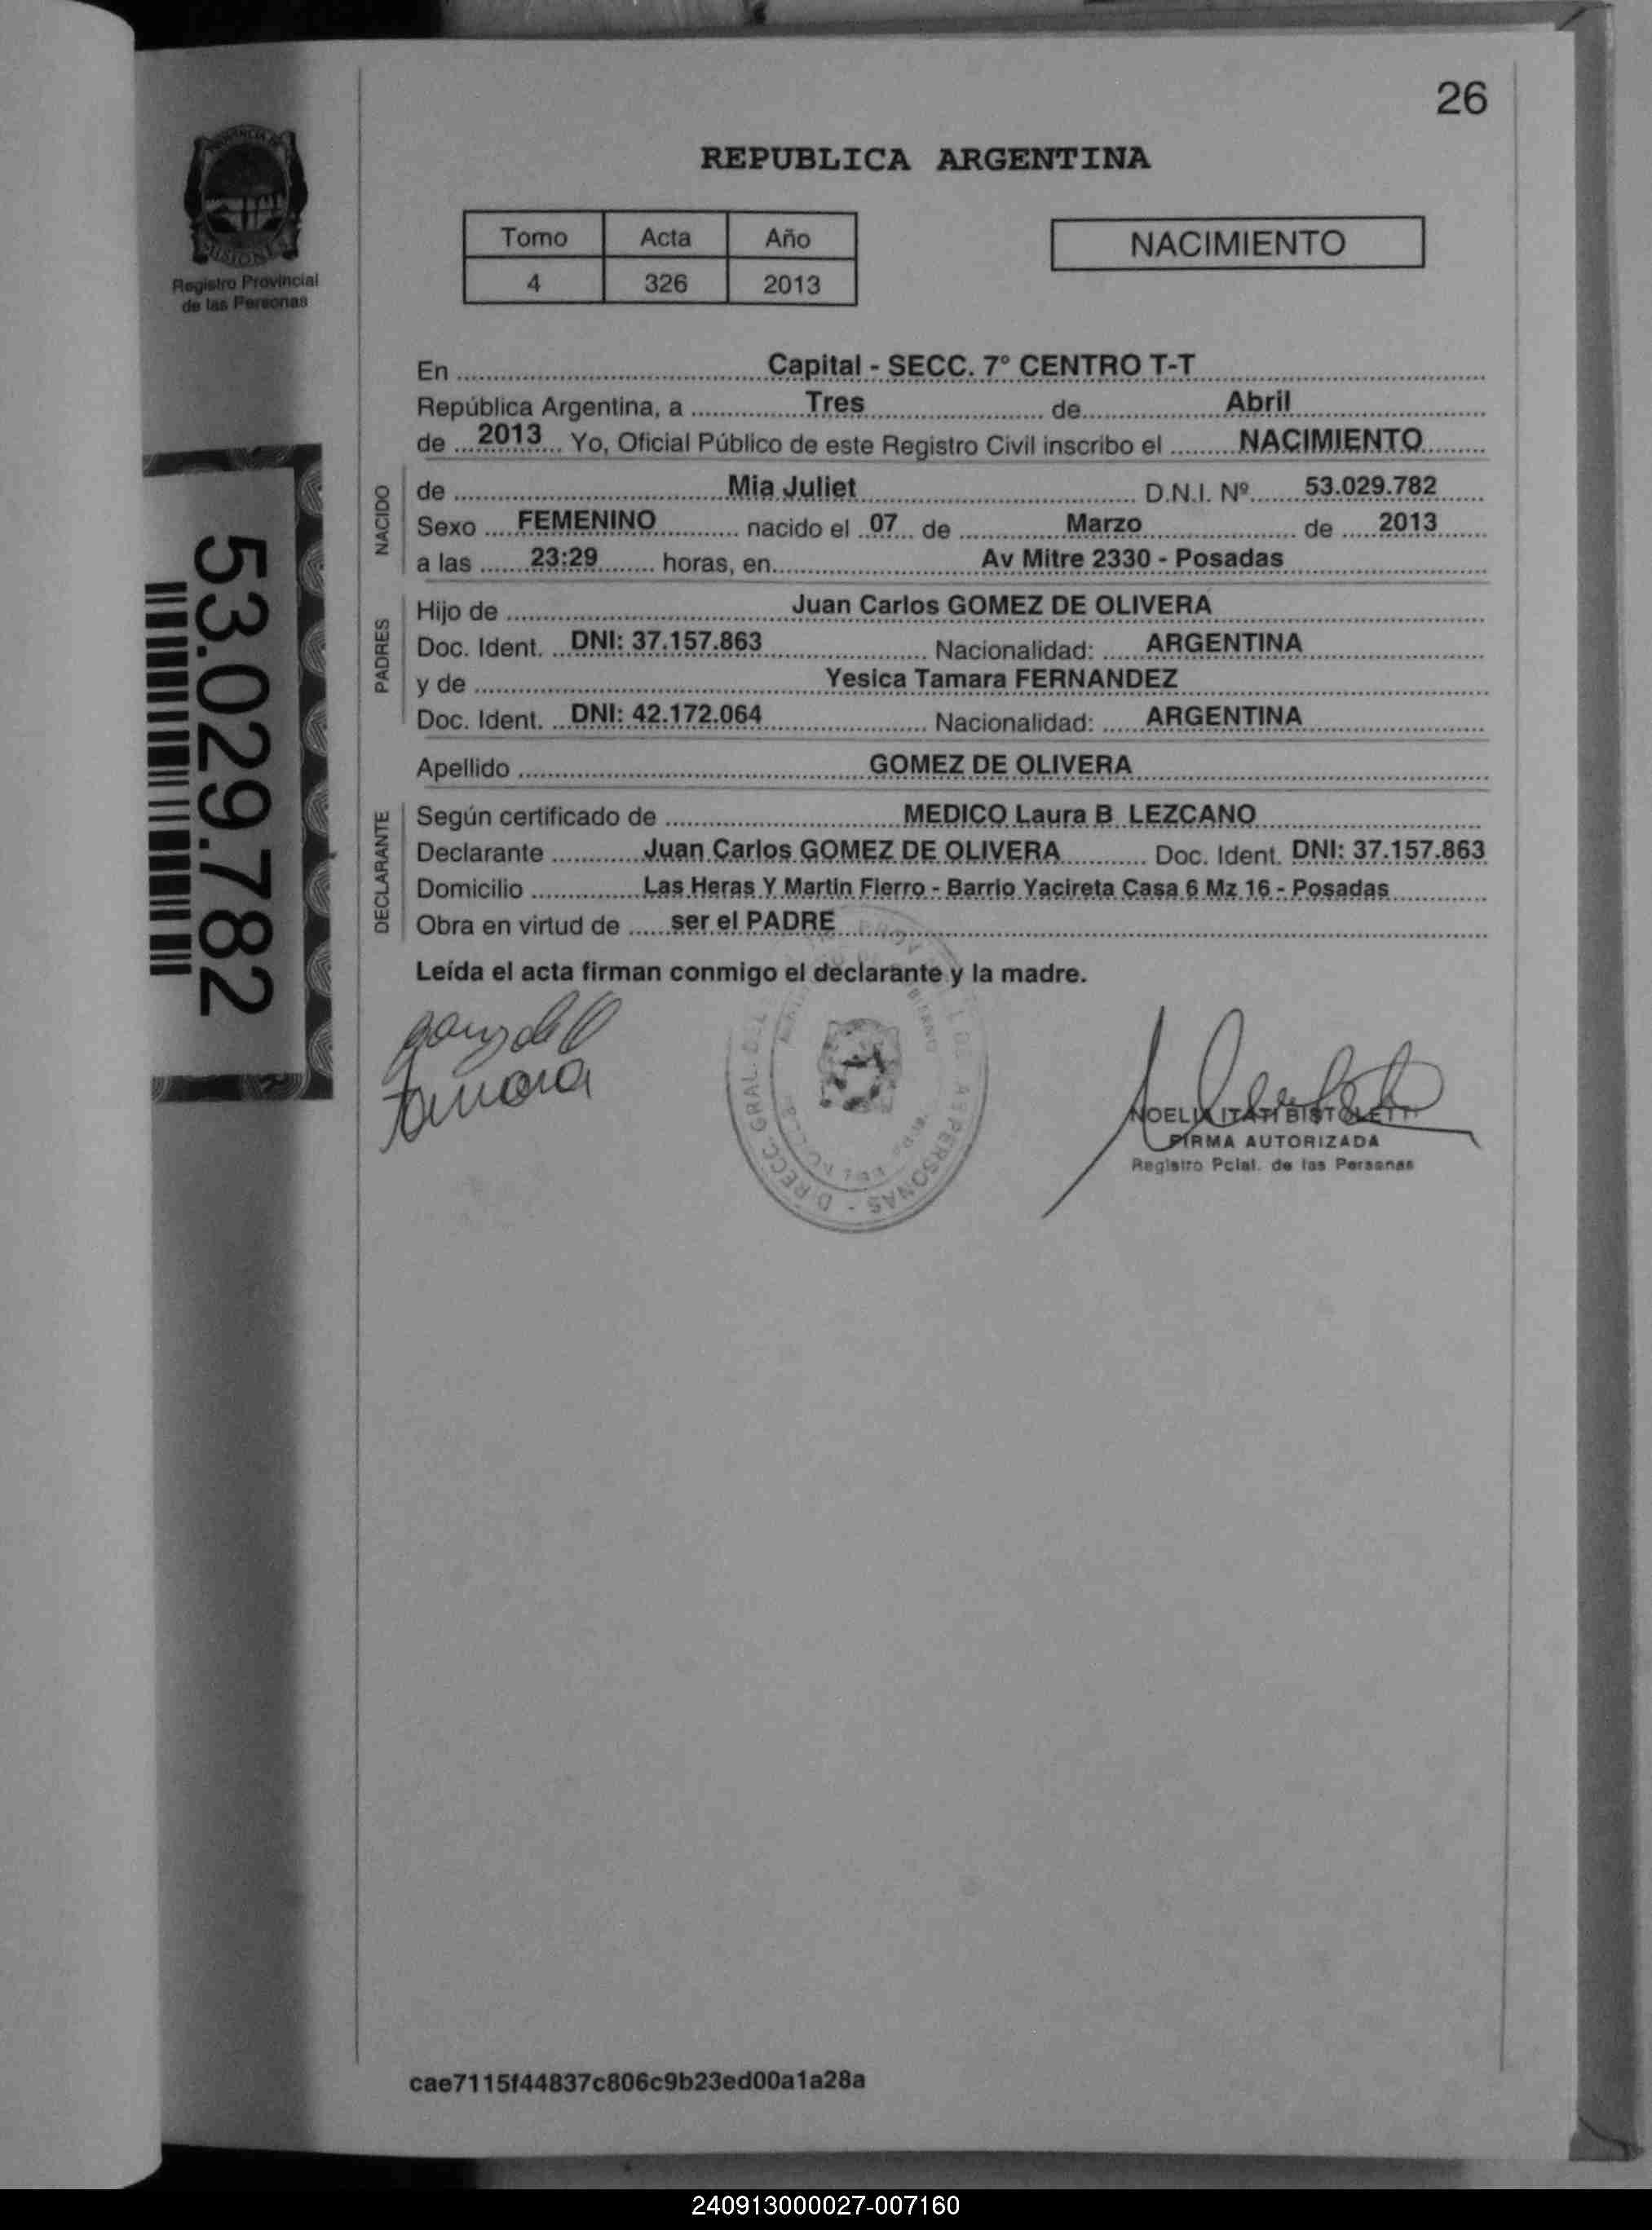 26
REPUBLICA ARGENTINA
Registro Provincial
de las Personas
Tomo Acta Año
4 326 2013
NACIMIENTO
En Capital - SECC. 7° CENTRO T-T
República Argentina, a Tres de Abril
de 2013 Yo, Oficial Público de este Registro Civil inscribo el NACIMIENTO
NACIDO
de Mia Juliet D.N.I. Nº 53.029.782
Sexo FEMENINO nacido el 07 de Marzo de 2013
a las 23:29 horas, en Av Mitre 2330 - Posadas
PADRES
Hijo de Juan Carlos GOMEZ DE OLIVERA
Doc. Ident. DNI: 37.157.863 Nacionalidad: ARGENTINA
y de Yesica Tamara FERNANDEZ
Doc. Ident. DNI: 42.172.064 Nacionalidad: ARGENTINA
Apellido GOMEZ DE OLIVERA
DECLARANTE
Según certificado de MEDICO Laura B LEZCANO
Declarante Juan Carlos GOMEZ DE OLIVERA Doc. Ident. DNI: 37.157.863
Domicilio Las Heras Y Martin Fierro - Barrio Yacireta Casa 6 Mz 16 - Posadas
Obra en virtud de ser el PADRE
Leída el acta firman conmigo el declarante y la madre.
53.029.782
tamara
DIRECC. GRAL. DEL PERSONAS
NOELIA ITATI BISTOLETTI
FIRMA AUTORIZADA
Registro Pcial. de las Personas
cae7115f44837c806c9b23ed00a1a28a
240913000027-007160